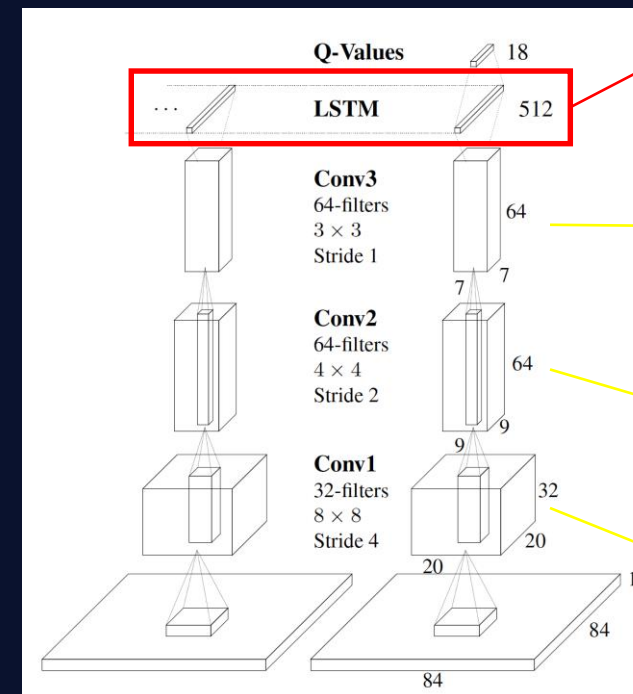 Q-Values 18
... LSTM 512
Conv3
64-filters
3 × 3
Stride 1
64
7
7
Conv2
64-filters
4 × 4
Stride 2
64
9
9
Conv1
32-filters
8 × 8
Stride 4
32
20
20
1
84
84